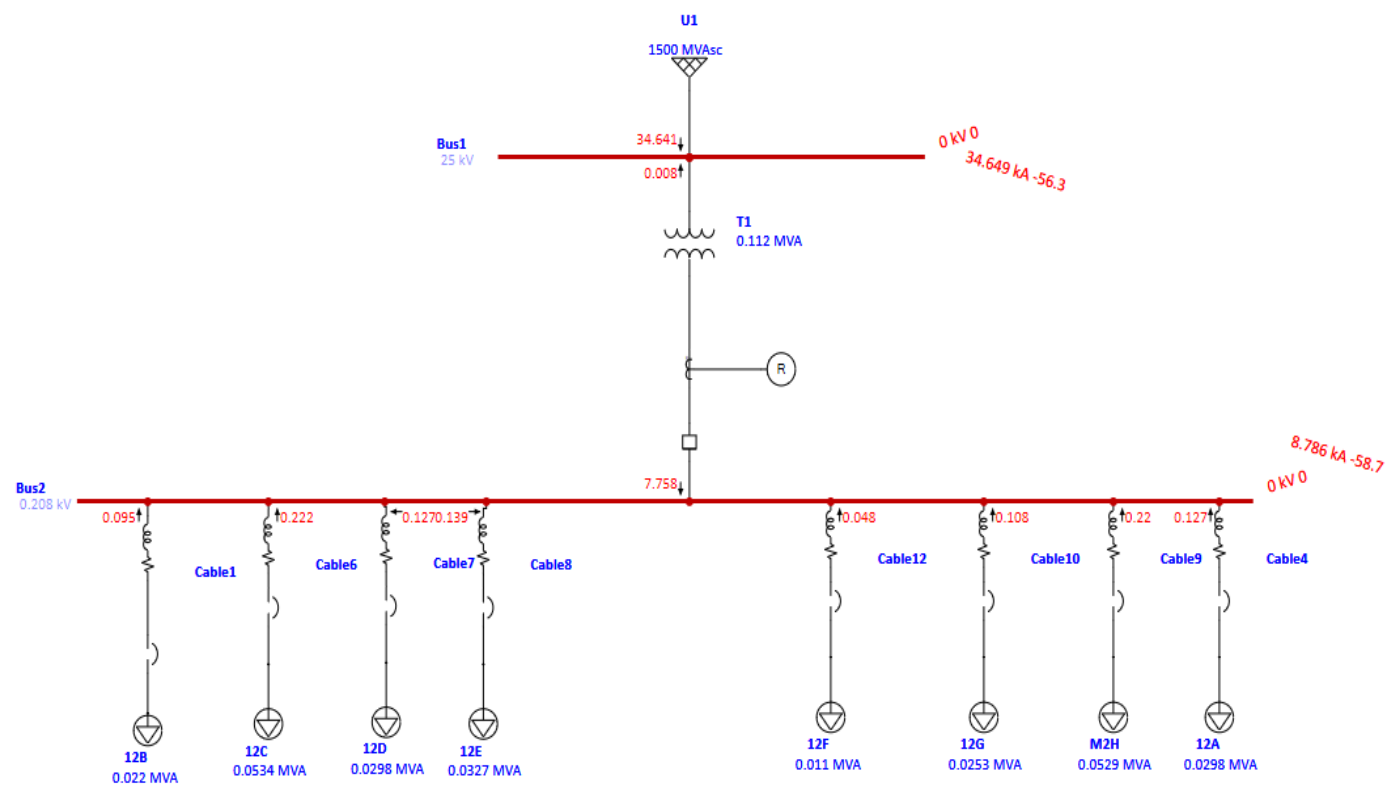 U1
1500 MVAsc
34.641
0 kV 0
Bus1
25 kV
34.649 kA -56.3
0.008
T1
0.112 MVA
R
8.786 kA -58.7
0 kV 0
Bus2
0.208 kV
7.758
0.095
0.222
0.127
0.139
0.048
0.108
0.22
0.127
Cable1
Cable6
Cable7
Cable8
Cable12
Cable10
Cable9
Cable4
12B
0.022 MVA
12C
0.0534 MVA
12D
0.0298 MVA
12E
0.0327 MVA
12F
0.011 MVA
12G
0.0253 MVA
M2H
0.0529 MVA
12A
0.0298 MVA